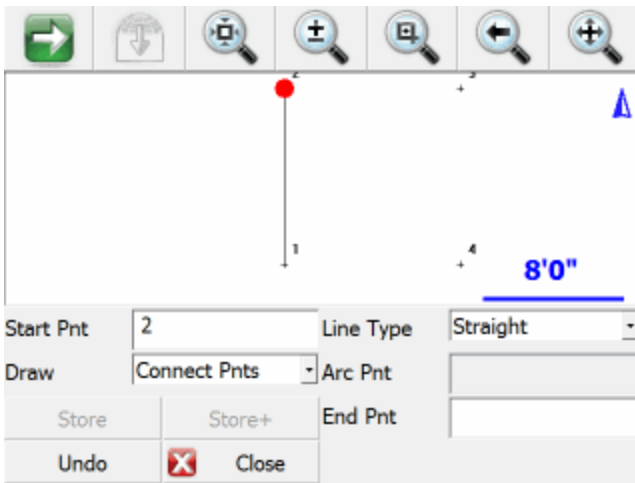 2 3
1 4
8'0"
Start Pnt 2 Line Type Straight
Draw Connect Pnts Arc Pnt
Store Store+ End Pnt
Undo Close